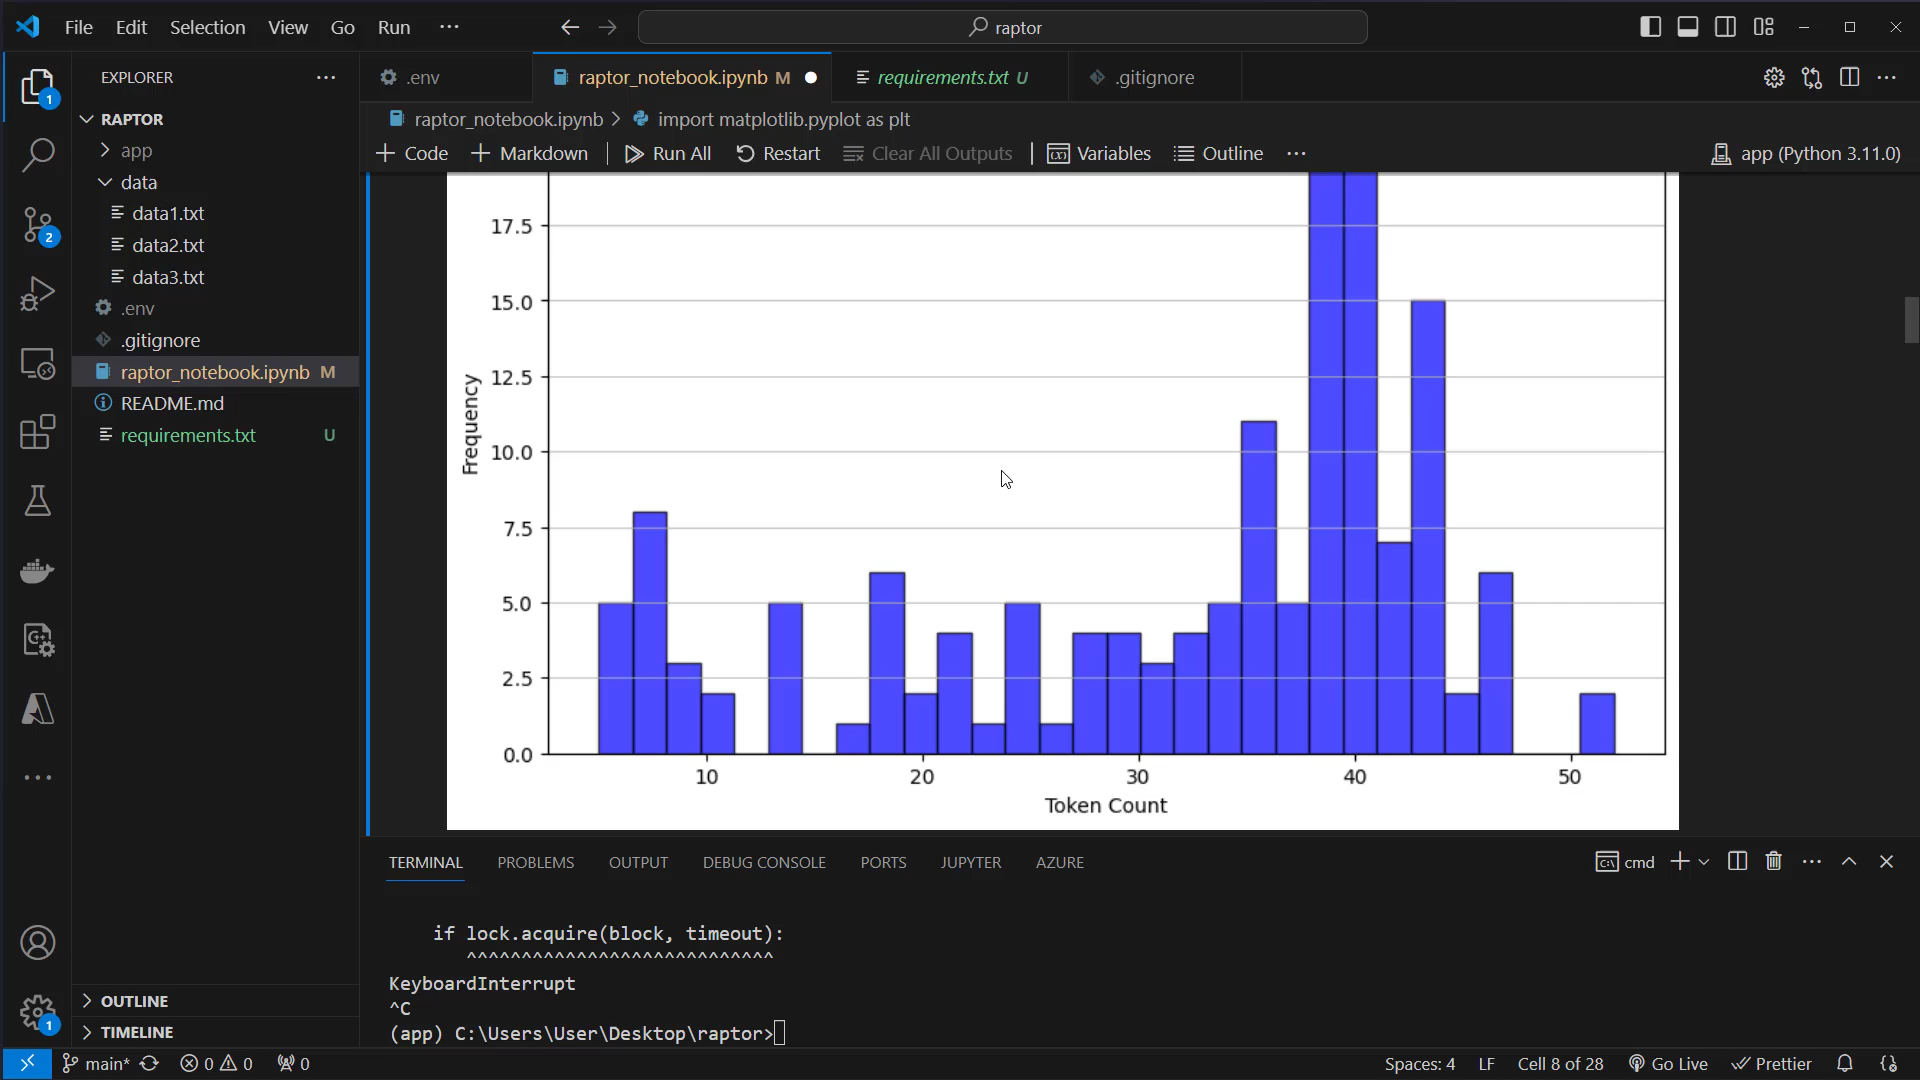 File Edit Selection View Go Run ···
raptor
EXPLORER
RAPTOR
app
data
data1.txt
data2.txt
data3.txt
.env
.gitignore
raptor_notebook.ipynb M
README.md
requirements.txt U
OUTLINE
TIMELINE
1
2
1
.env
raptor_notebook.ipynb M
requirements.txt U
.gitignore
raptor_notebook.ipynb > import matplotlib.pyplot as plt
+ Code + Markdown Run All Restart Clear All Outputs Variables Outline ···
app (Python 3.11.0)
17.5
15.0
12.5
10.0
7.5
5.0
2.5
0.0
Frequency
10 20 30 40 50
Token Count
TERMINAL PROBLEMS OUTPUT DEBUG CONSOLE PORTS JUPYTER AZURE
cmd
if lock.acquire(block, timeout):
^^^^^^^^^^^^^^^^^^^^^^^^^^^^
KeyboardInterrupt
^C
(app) C:\Users\User\Desktop\raptor>
main* 0 0 0
Spaces: 4 LF Cell 8 of 28 Go Live Prettier